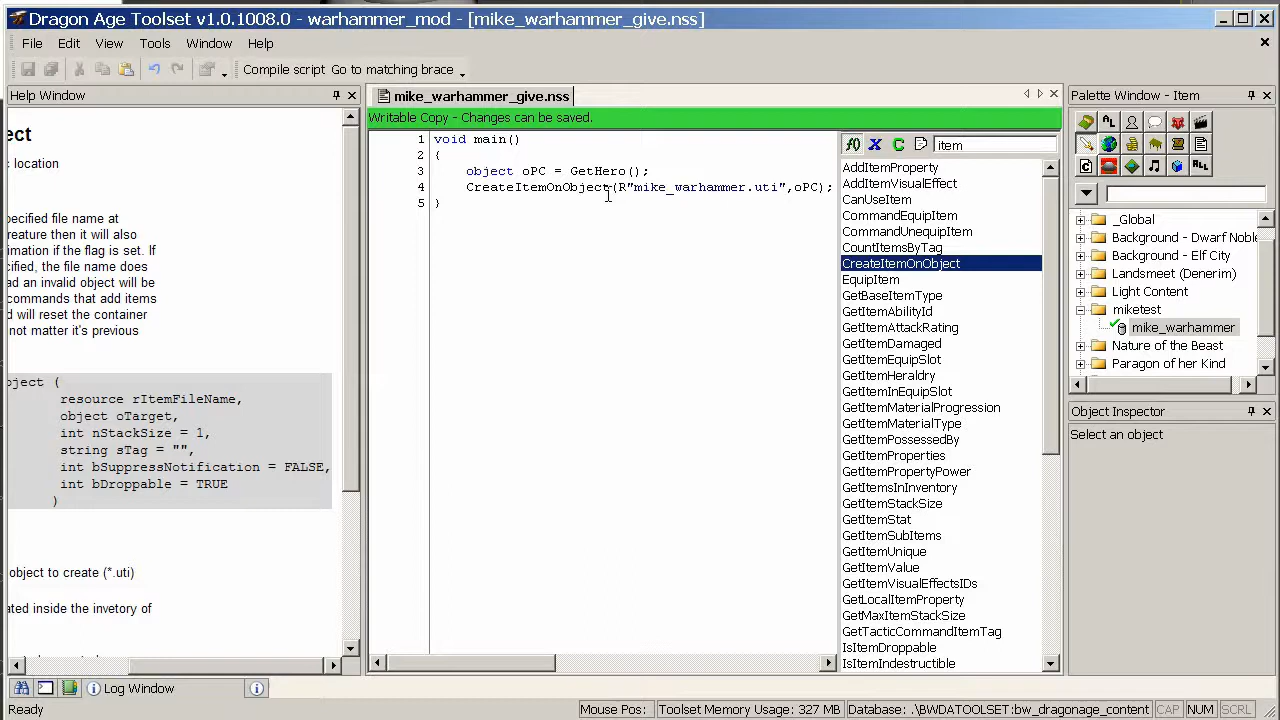 Dragon Age Toolset v1.0.1008.0 - warhammer_mod - [mike_warhammer_give.nss]
File Edit View Tools Window Help
Compile script Go to matching brace
Help Window
ect
c location
pecified file name at
reature then it will also
imation if the flag is set. If
cified, the file name does
ad an invalid object will be
commands that add items
d will reset the container
not matter it's previous
oject (
resource rItemFileName,
object oTarget,
int nStackSize = 1,
string sTag = "",
int bSuppressNotification = FALSE,
int bDroppable = TRUE
)
object to create (*.uti)
ated inside the invetory of
mike_warhammer_give.nss
Writable Copy - Changes can be saved.
1 void main()
2 {
3 object oPC = GetHero();
4 CreateItemOnObject(R"mike_warhammer.uti",oPC);
5 }
item
AddItemProperty
AddItemVisualEffect
CanUseItem
CommandEquipItem
CommandUnequipItem
CountItemsByTag
CreateItemOnObject
EquipItem
GetBaseItemType
GetItemAbilityId
GetItemAttackRating
GetItemDamaged
GetItemEquipSlot
GetItemHeraldry
GetItemInEquipSlot
GetItemMaterialProgression
GetItemMaterialType
GetItemPossessedBy
GetItemProperties
GetItemPropertyPower
GetItemsInInventory
GetItemStackSize
GetItemStat
GetItemSubItems
GetItemUnique
GetItemValue
GetItemVisualEffectsIDs
GetLocalItemProperty
GetMaxItemStackSize
GetTacticCommandItemTag
IsItemDroppable
IsItemIndestructible
Palette Window - Item
ALL
_Global
Background - Dwarf Noble
Background - Elf City
Landsmeet (Denerim)
Light Content
miketest
mike_warhammer
Nature of the Beast
Paragon of her Kind
Object Inspector
Select an object
Log Window
Ready
Mouse Pos:
Toolset Memory Usage: 327 MB
Database: .\BWDATOOLSET:bw_dragonage_content
CAP NUM SCRL